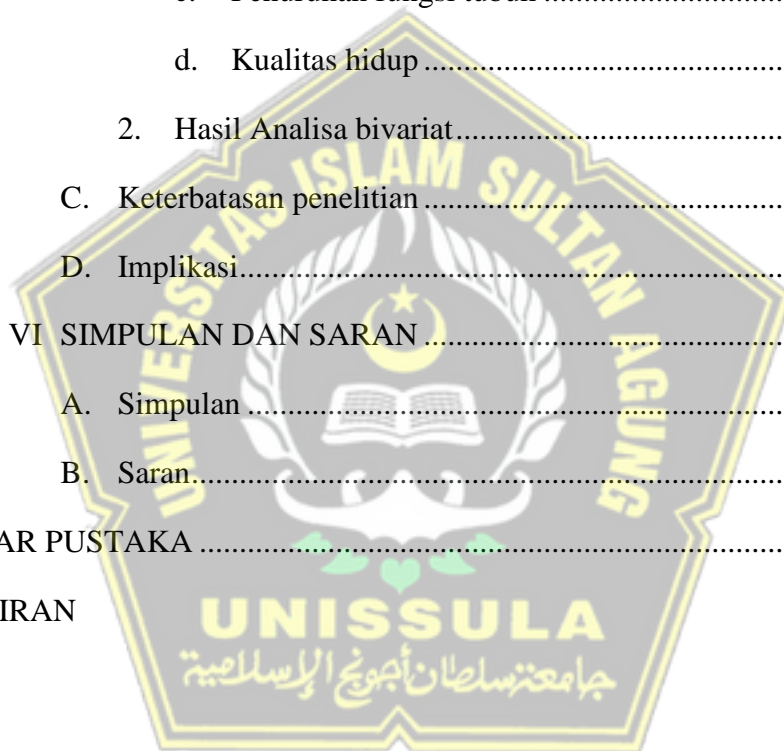 d. Kualitas hidup ........................................
2. Hasil Analisa bivariat ........................................
C. Keterbatasan penelitian ........................................
D. Implikasi ........................................
VI SIMPULAN DAN SARAN ........................................
A. Simpulan ........................................
B. Saran ........................................
AR PUSTAKA ........................................
IRAN
UNIVERSITAS ISLAM SULTAN AGUNG
UNISSULA
جامعة سلطان أجونج الإسلامية